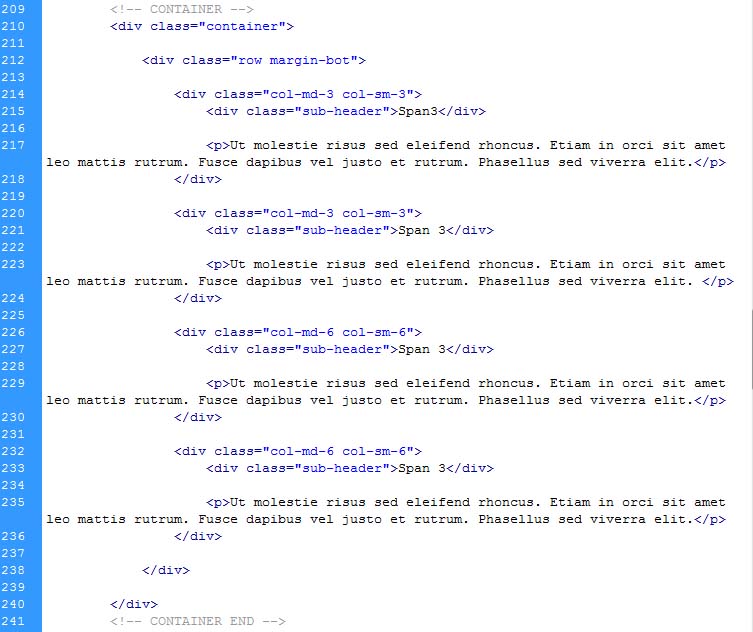 209 <!-- CONTAINER -->
210 <div class="container">
211
212 <div class="row margin-bot">
213
214 <div class="col-md-3 col-sm-3">
215 <div class="sub-header">Span3</div>
216
217 <p>Ut molestie risus sed eleifend rhoncus. Etiam in orci sit amet
leo mattis rutrum. Fusce dapibus vel justo et rutrum. Phasellus sed viverra elit.</p>
218 </div>
219
220 <div class="col-md-3 col-sm-3">
221 <div class="sub-header">Span 3</div>
222
223 <p>Ut molestie risus sed eleifend rhoncus. Etiam in orci sit amet
leo mattis rutrum. Fusce dapibus vel justo et rutrum. Phasellus sed viverra elit. </p>
224 </div>
225
226 <div class="col-md-6 col-sm-6">
227 <div class="sub-header">Span 3</div>
228
229 <p>Ut molestie risus sed eleifend rhoncus. Etiam in orci sit amet
leo mattis rutrum. Fusce dapibus vel justo et rutrum. Phasellus sed viverra elit.</p>
230 </div>
231
232 <div class="col-md-6 col-sm-6">
233 <div class="sub-header">Span 3</div>
234
235 <p>Ut molestie risus sed eleifend rhoncus. Etiam in orci sit amet
leo mattis rutrum. Fusce dapibus vel justo et rutrum. Phasellus sed viverra elit.</p>
236 </div>
237
238 </div>
239
240 </div>
241 <!-- CONTAINER END -->